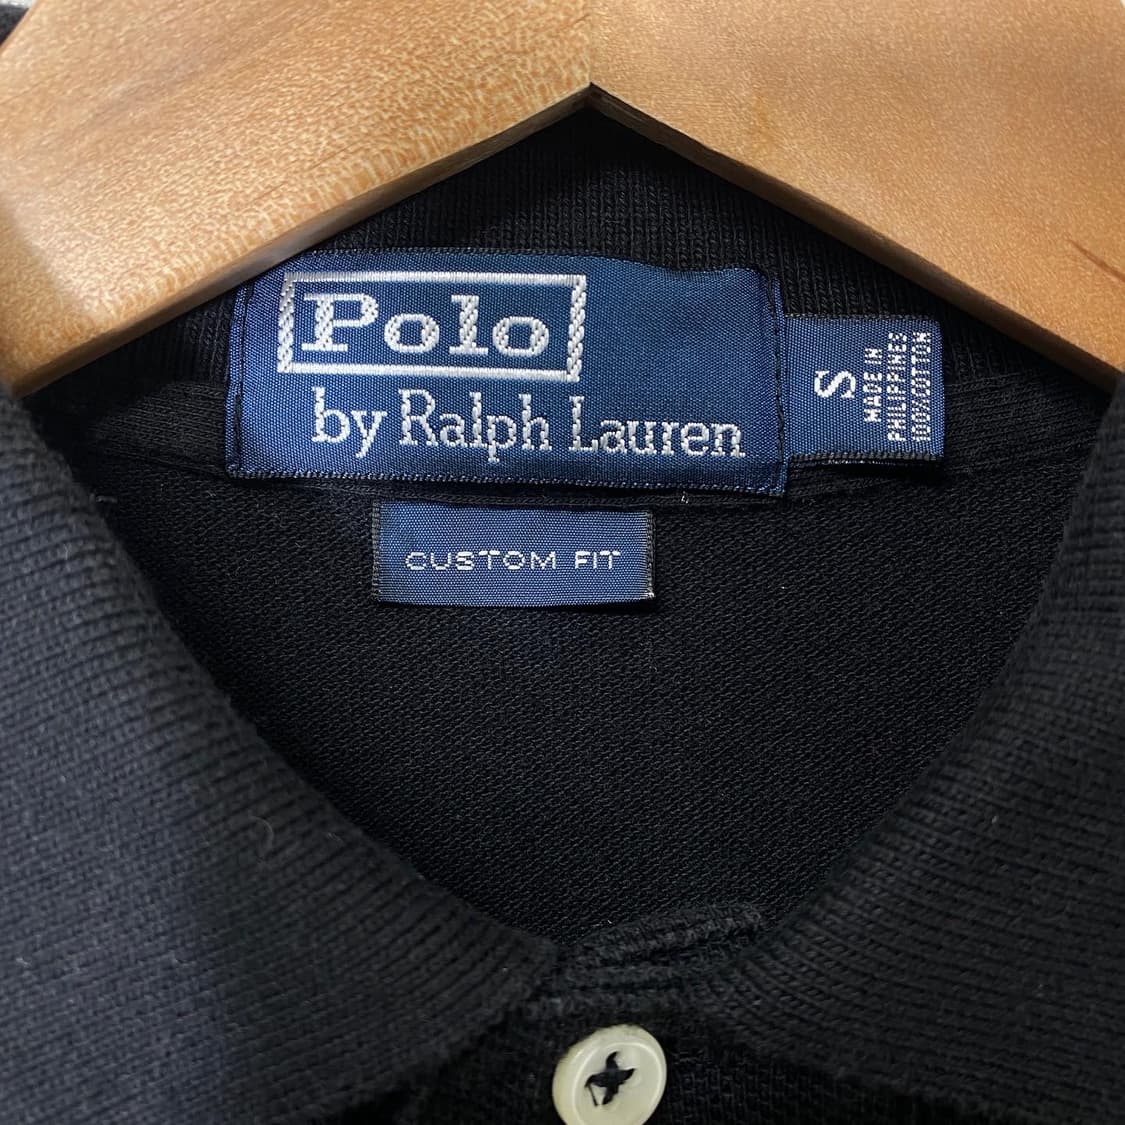 Polo
by Ralph Lauren
S
MADE IN
PHILIPPINES
100% COTTON
CUSTOM FIT